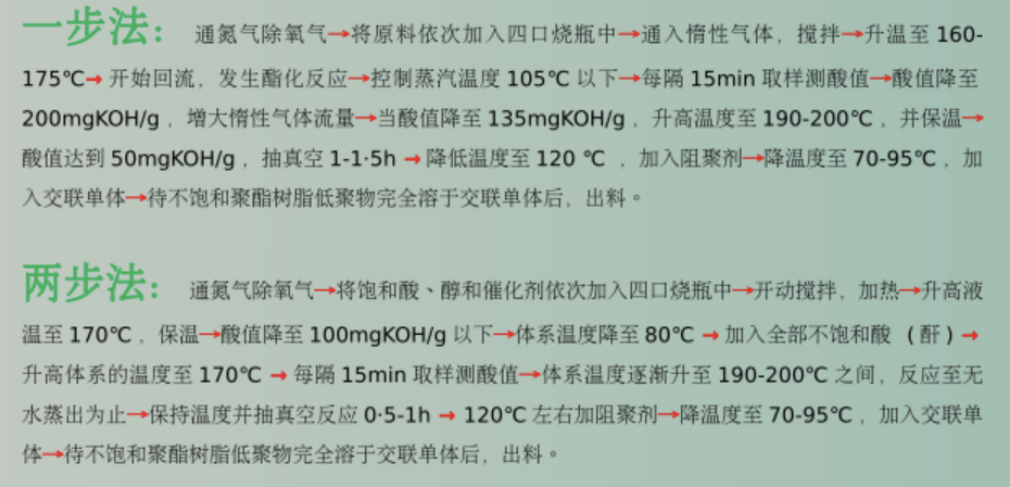 一步法： 通氮气除氧气→将原料依次加入四口烧瓶中→通入惰性气体，搅拌→升温至 160-
175℃→ 开始回流，发生酯化反应→控制蒸汽温度 105℃ 以下→每隔 15min 取样测酸值→酸值降至
200mgKOH/g ，增大惰性气体流量→当酸值降至 135mgKOH/g ，升高温度至 190-200℃ ，并保温→
酸值达到 50mgKOH/g ，抽真空 1-1·5h → 降低温度至 120 ℃ ，加入阻聚剂→降温度至 70-95℃ ，加
入交联单体→待不饱和聚酯树脂低聚物完全溶于交联单体后，出料。
两步法： 通氮气除氧气→将饱和酸、醇和催化剂依次加入四口烧瓶中→开动搅拌，加热→升高液
温至 170℃ ，保温→酸值降至 100mgKOH/g 以下→体系温度降至 80℃ → 加入全部不饱和酸 （ 酐 ) →
升高体系的温度至 170℃ → 每隔 15min 取样测酸值→体系温度逐渐升至 190-200℃ 之间，反应至无
水蒸出为止→保持温度并抽真空反应 0·5-1h → 120℃ 左右加阻聚剂→降温度至 70-95℃ ，加入交联单
体→待不饱和聚酯树脂低聚物完全溶于交联单体后，出料。